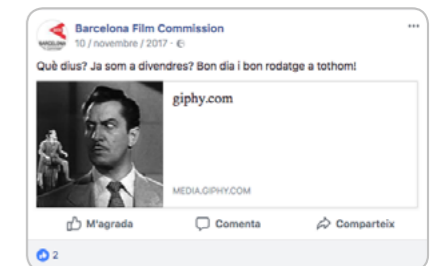 Barcelona Film Commission
10 / novembre / 2017 ·
Què dius? Ja som a divendres? Bon dia i bon rodatge a tothom!
giphy.com
MEDIA.GIPHY.COM
M'agrada Comenta Comparteix
2